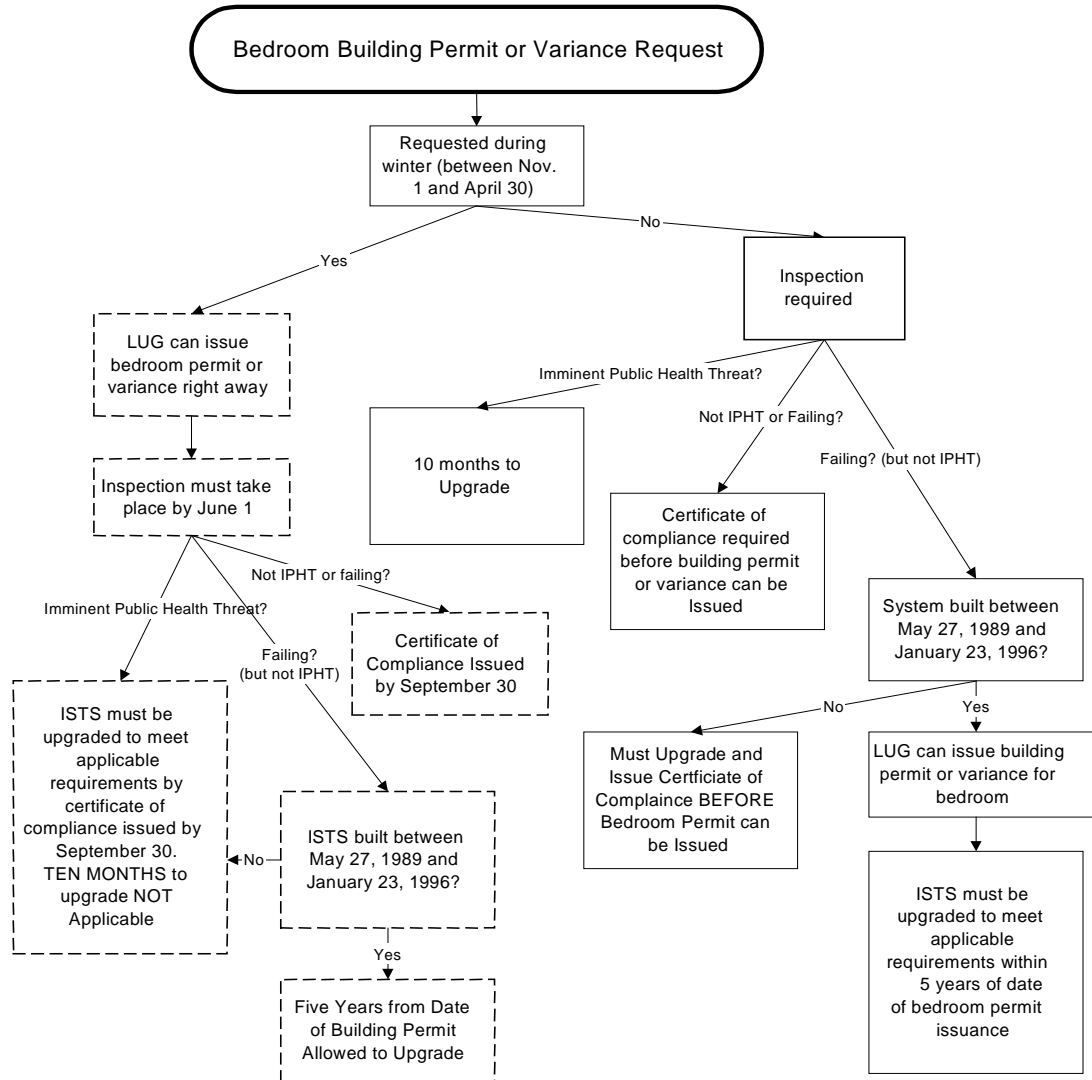 Bedroom Building Permit or Variance Request
Requested during
winter (between Nov.
1 and April 30)
No
Yes
Inspection
required
LUG can issue
bedroom permit or
variance right away
Imminent Public Health Threat?
Not IPHT or Failing?
Failing? (but not IPHT)
10 months to
Upgrade
Inspection must take
place by June 1
Certificate of
compliance required
before building permit
or variance can be
Issued
Not IPHT or failing?
Imminent Public Health Threat?
Failing?
(but not IPHT)
Certificate of
Compliance Issued
by September 30
System built between
May 27, 1989 and
January 23, 1996?
No
Yes
ISTS must be
upgraded to meet
applicable
requirements by
certificate of
compliance issued by
September 30.
TEN MONTHS to
upgrade NOT
Applicable
No
ISTS built between
May 27, 1989 and
January 23, 1996?
Must Upgrade and
Issue Certficiate of
Complaince BEFORE
Bedroom Permit can
be Issued
LUG can issue building
permit or variance for
bedroom
Yes
Five Years from Date
of Building Permit
Allowed to Upgrade
ISTS must be
upgraded to meet
applicable
requirements within
5 years of date
of bedroom permit
issuance